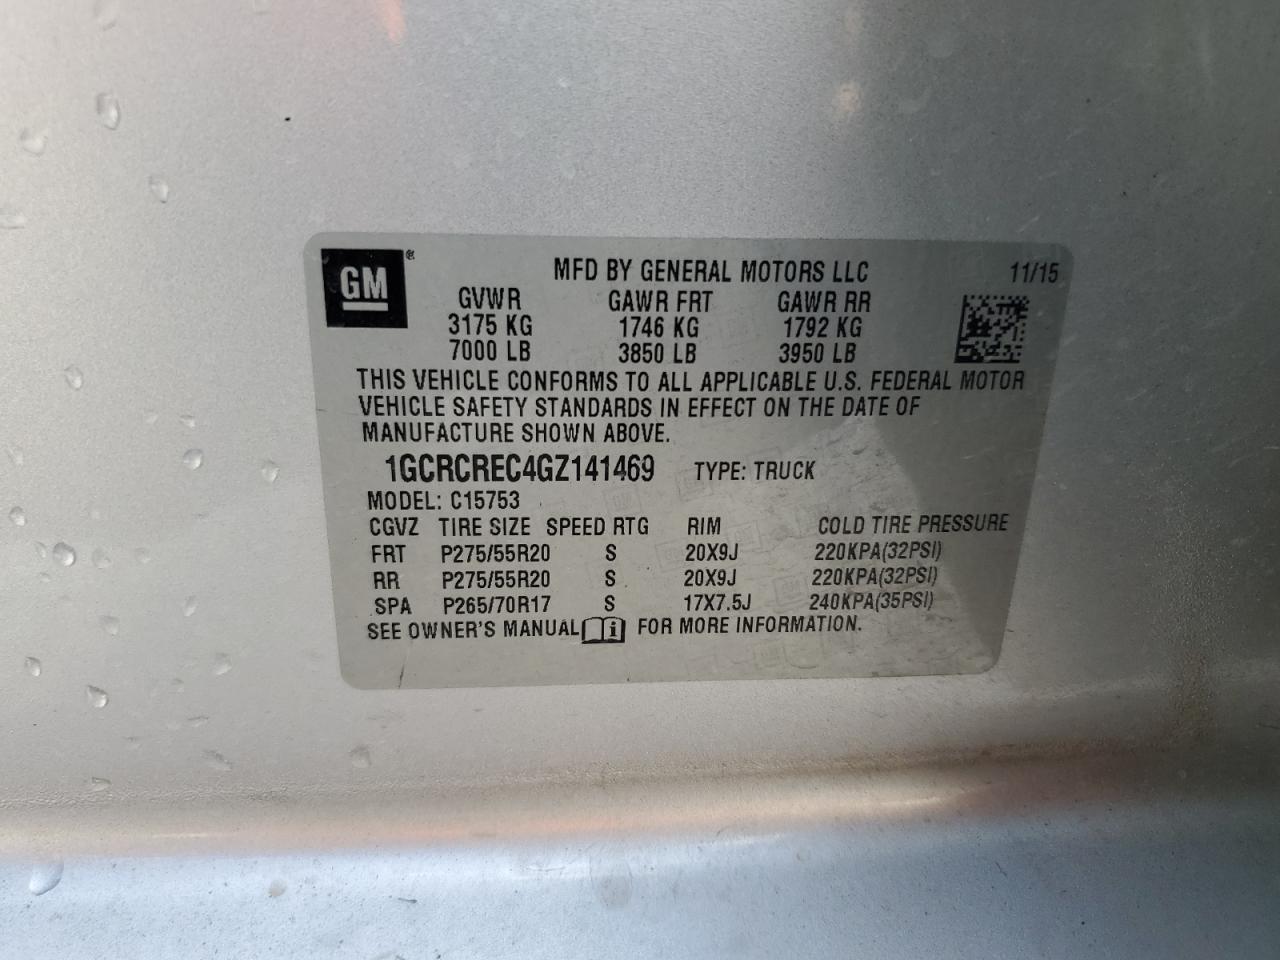 GM®
MFD BY GENERAL MOTORS LLC 11/15
GVWR GAWR FRT GAWR RR
3175 KG 1746 KG 1792 KG
7000 LB 3850 LB 3950 LB
THIS VEHICLE CONFORMS TO ALL APPLICABLE U.S. FEDERAL MOTOR
VEHICLE SAFETY STANDARDS IN EFFECT ON THE DATE OF
MANUFACTURE SHOWN ABOVE.
1GCRCREC4GZ141469 TYPE: TRUCK
MODEL: C15753
CGVZ TIRE SIZE SPEED RTG RIM COLD TIRE PRESSURE
FRT P275/55R20 S 20X9J 220KPA(32PSI)
RR P275/55R20 S 20X9J 220KPA(32PSI)
SPA P265/70R17 S 17X7.5J 240KPA(35PSI)
SEE OWNER'S MANUAL i FOR MORE INFORMATION.